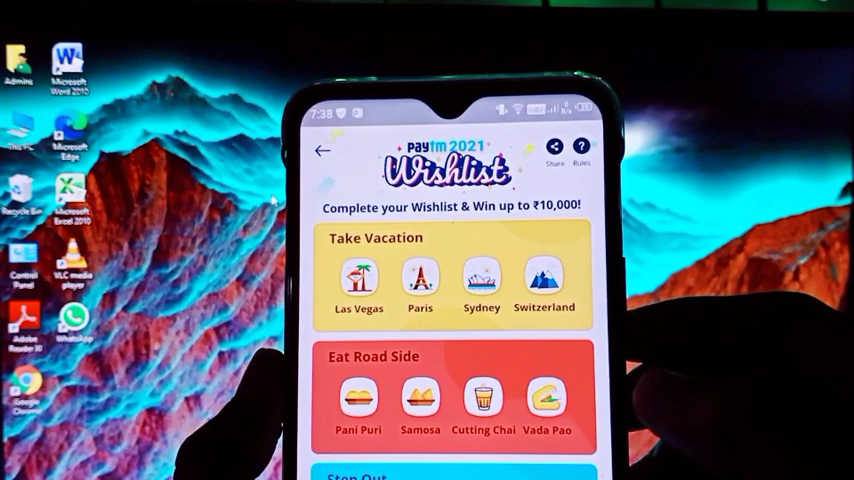 Admins
Microsoft
Word 2010
This PC
Microsoft
Edge
Recycle Bin
Microsoft
Excel 2010
Control
Panel
VLC media
player
Adobe
Reader XI
WhatsApp
Google
Chrome
7:38
paytm 2021
Wishlist
Share
Rules
Complete your Wishlist & Win up to ₹10,000!
Take Vacation
Las Vegas
Paris
Sydney
Switzerland
Eat Road Side
Pani Puri
Samosa
Cutting Chai
Vada Pao
Step Out